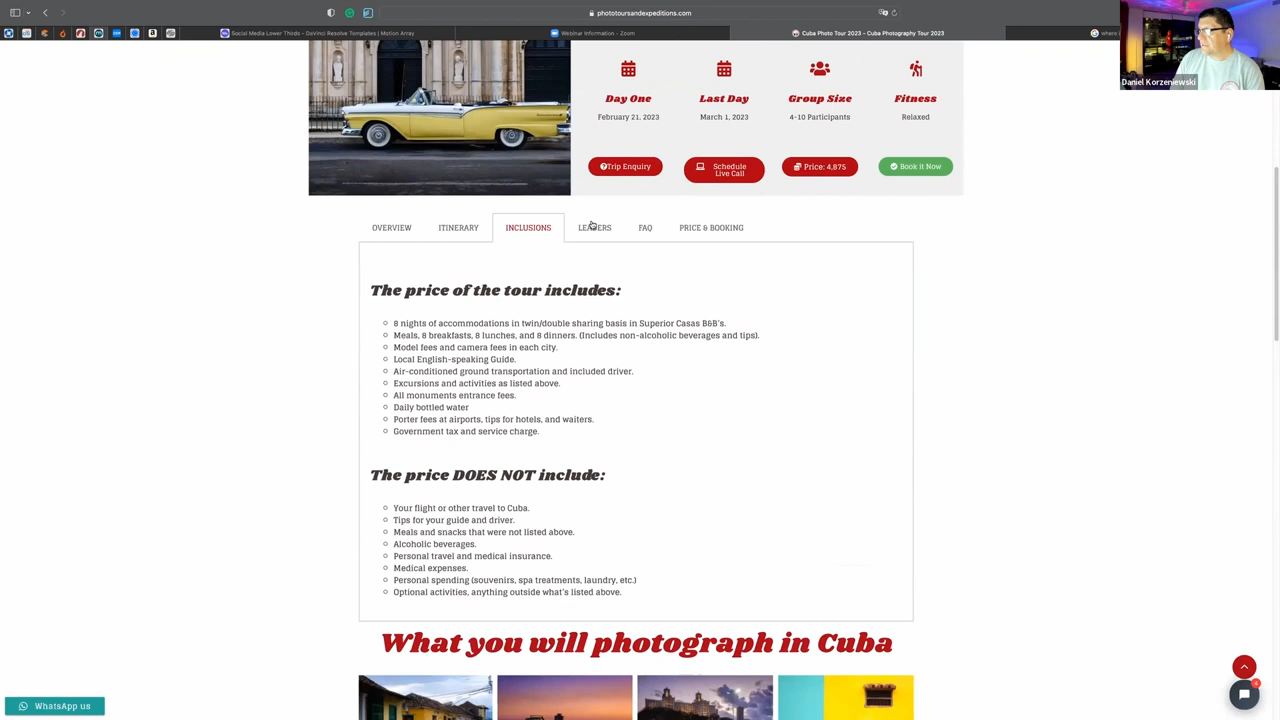 phototoursandexpeditions.com
Social Media Lower Thids - DaVinci Resolve Templates | Motion Array
Webinar Information - Zoom
Cuba Photo Tour 2023 - Cuba Photography Tour 2023
where i
Daniel Korzeniewski
Day One
Last Day
Group Size
Fitness
February 21, 2023
March 1, 2023
4-10 Participants
Relaxed
Trip Enquiry
Schedule
Live Call
Price: 4,875
Book it Now
OVERVIEW
ITINERARY
INCLUSIONS
LEADERS
FAQ
PRICE & BOOKING
The price of the tour includes:
8 nights of accommodations in twin/double sharing basis in Superior Casas B&B's.
Meals, 8 breakfasts, 8 lunches, and 8 dinners. (Includes non-alcoholic beverages and tips).
Model fees and camera fees in each city.
Local English-speaking Guide.
Air-conditioned ground transportation and included driver.
Excursions and activities as listed above.
All monuments entrance fees.
Daily bottled water
Porter fees at airports, tips for hotels, and waiters.
Government tax and service charge.
The price DOES NOT include:
Your flight or other travel to Cuba.
Tips for your guide and driver.
Meals and snacks that were not listed above.
Alcoholic beverages.
Personal travel and medical insurance.
Medical expenses.
Personal spending (souvenirs, spa treatments, laundry, etc.)
Optional activities, anything outside what's listed above.
What you will photograph in Cuba
WhatsApp us
4